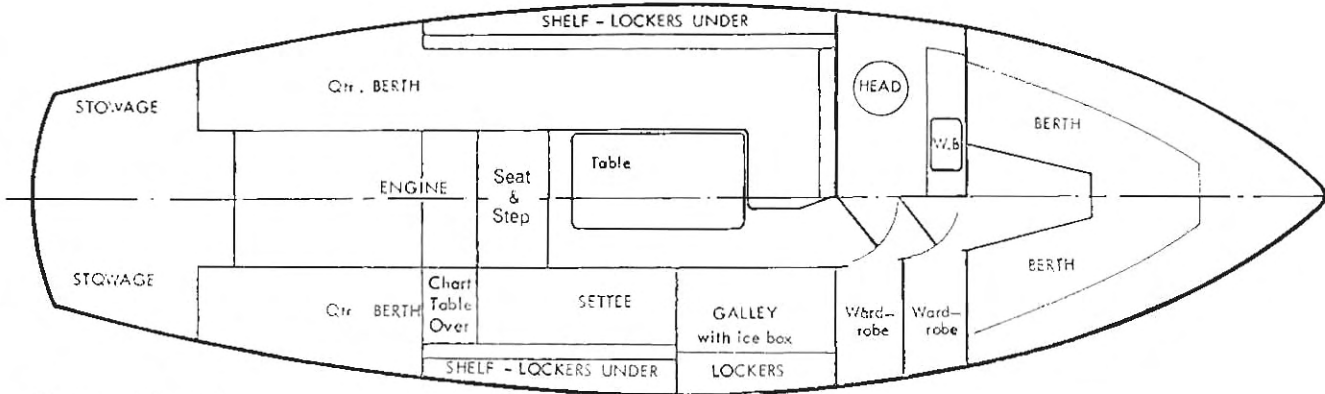 SHELF - LOCKERS UNDER
Qtr. BERTH
STOWAGE
HEAD
BERTH
W.B
Table
ENGINE
Seat
&
Step
STOWAGE
Qtr. BERTH
Chart
Table
Over
SETTEE
GALLEY
with ice box
Ward-
robe
Ward-
robe
BERTH
SHELF - LOCKERS UNDER
LOCKERS